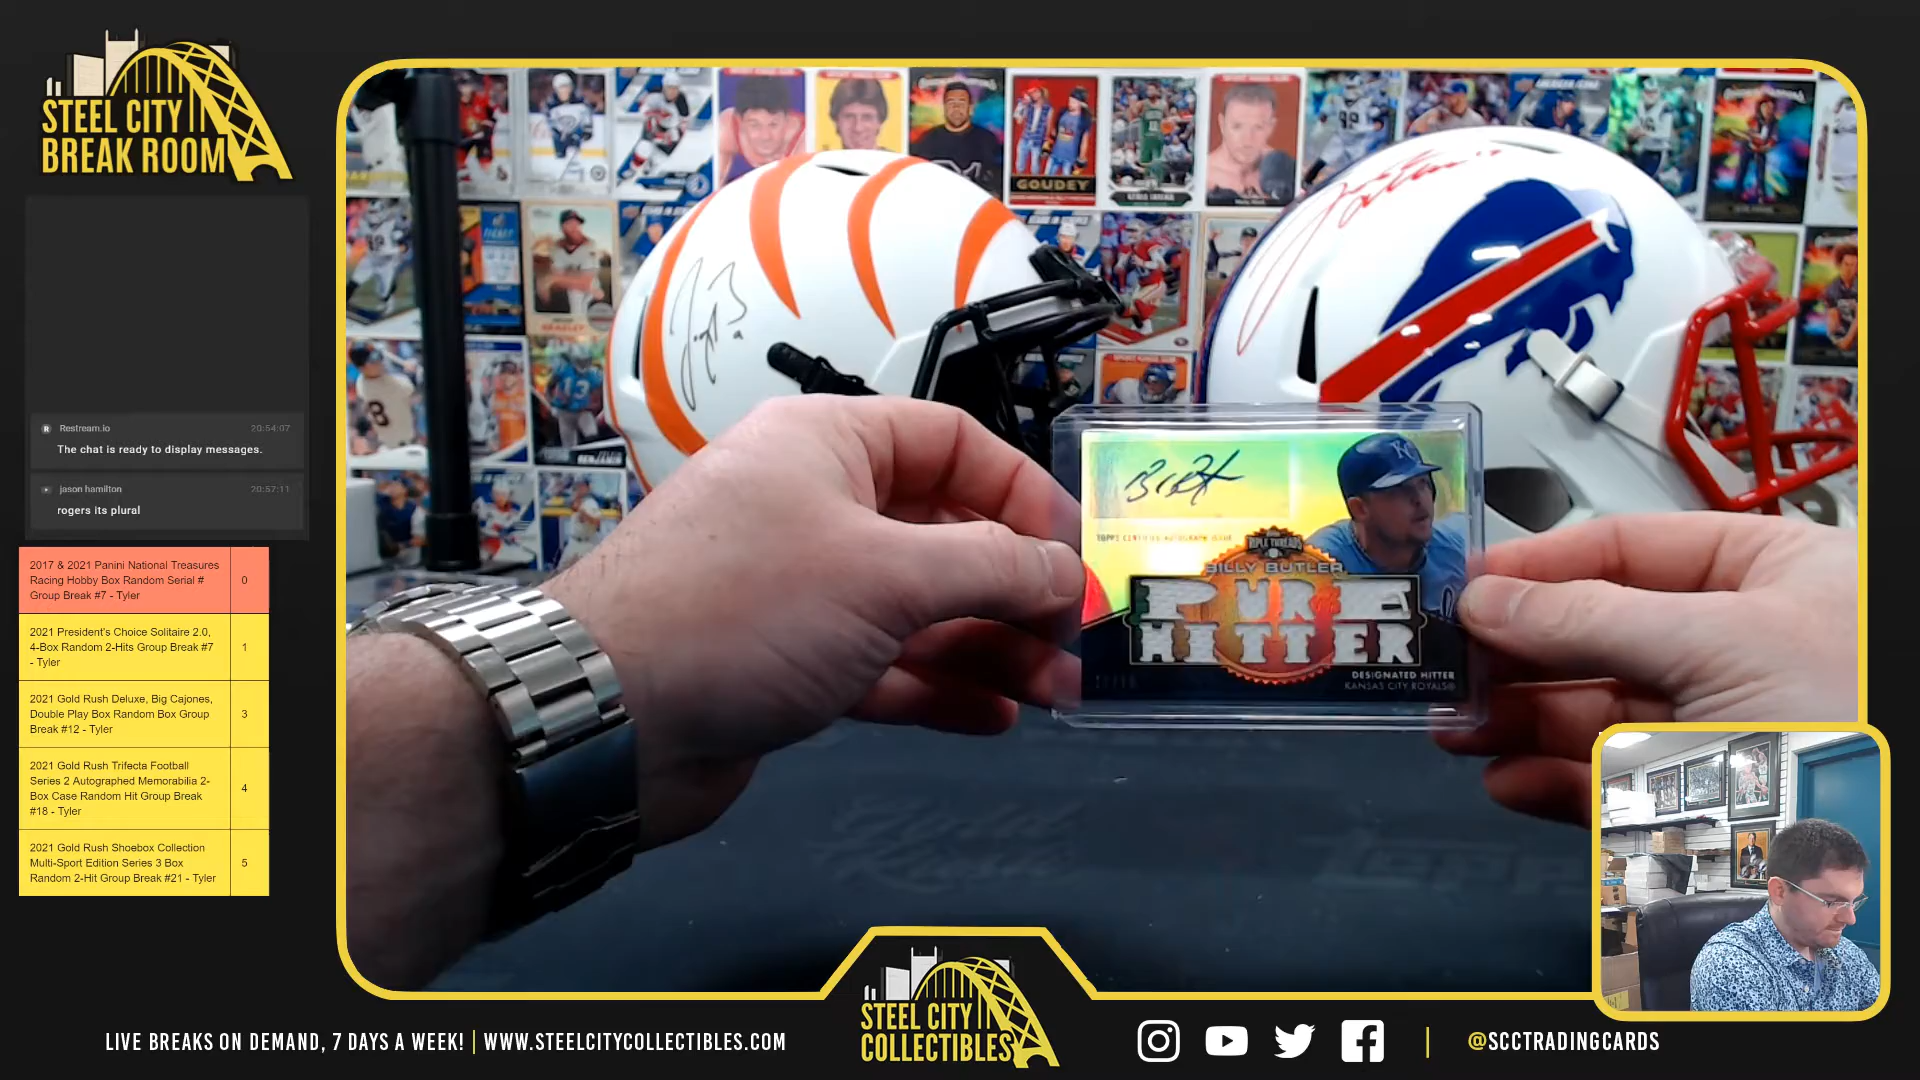 STEEL CITY
BREAK ROOM
Restream.io 20:54:07
The chat is ready to display messages.
jason hamilton 20:57:11
rogers its plural
2017 & 2021 Panini National Treasures
Racing Hobby Box Random Serial #
Group Break #7 - Tyler
0
2021 President's Choice Solitaire 2.0,
4-Box Random 2-Hits Group Break #7
- Tyler
1
2021 Gold Rush Deluxe, Big Cajones,
Double Play Box Random Box Group
Break #12 - Tyler
3
2021 Gold Rush Trifecta Football
Series 2 Autographed Memorabilia 2-
Box Case Random Hit Group Break
#18 - Tyler
4
2021 Gold Rush Shoebox Collection
Multi-Sport Edition Series 3 Box
Random 2-Hit Group Break #21 - Tyler
5
GOUDEY
TOPPS CERTIFIED AUTOGRAPH ISSUE
TRIPLE THREADS
BILLY BUTLER
PURE
HITTER
DESIGNATED HITTER
KANSAS CITY ROYALS®
LIVE BREAKS ON DEMAND, 7 DAYS A WEEK! | WWW.STEELCITYCOLLECTIBLES.COM
STEEL CITY
COLLECTIBLES
| @SCCTRADINGCARDS